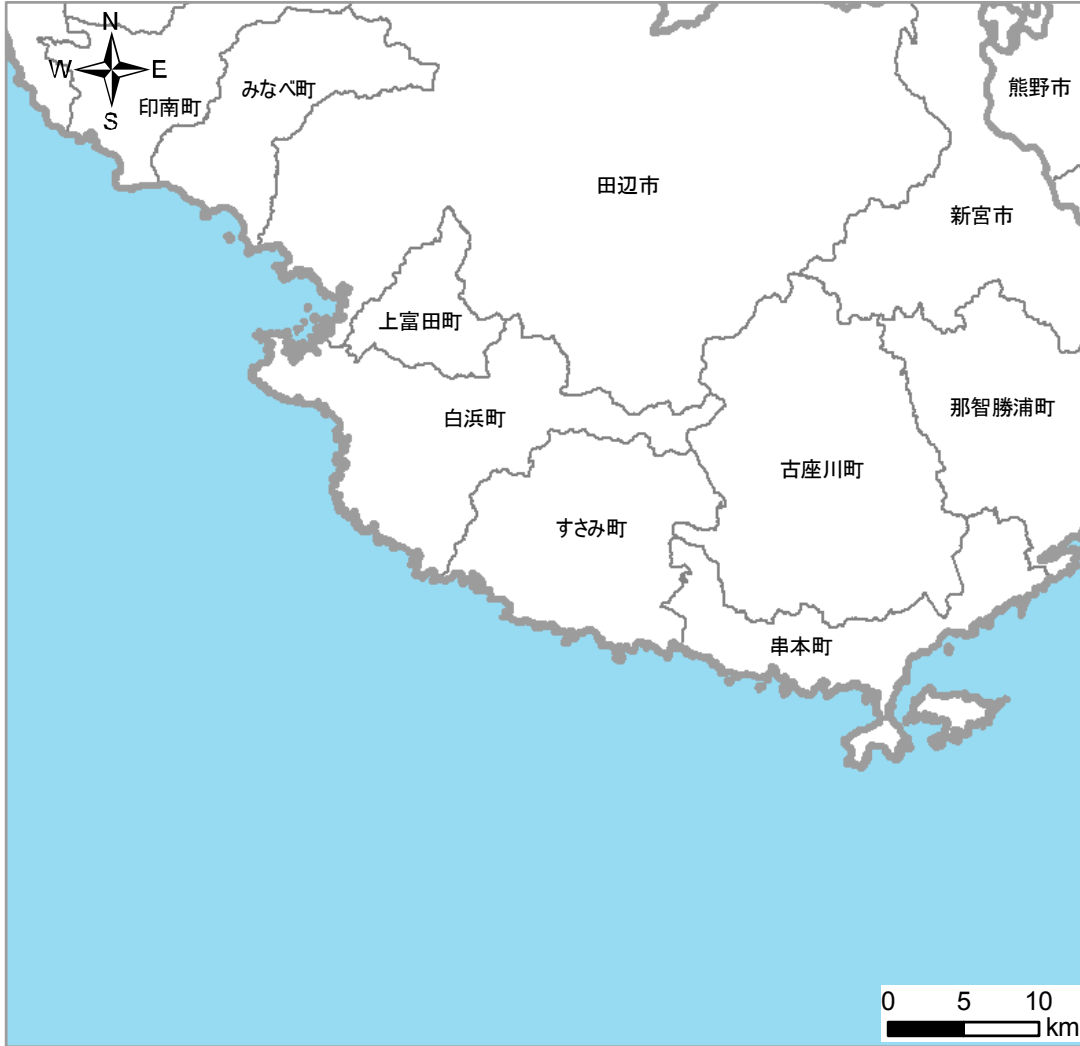 N
W
E
S
印南町
みなべ町
熊野市
田辺市
新宮市
上富田町
白浜町
那智勝浦町
古座川町
すさみ町
串本町
0 5 10
km